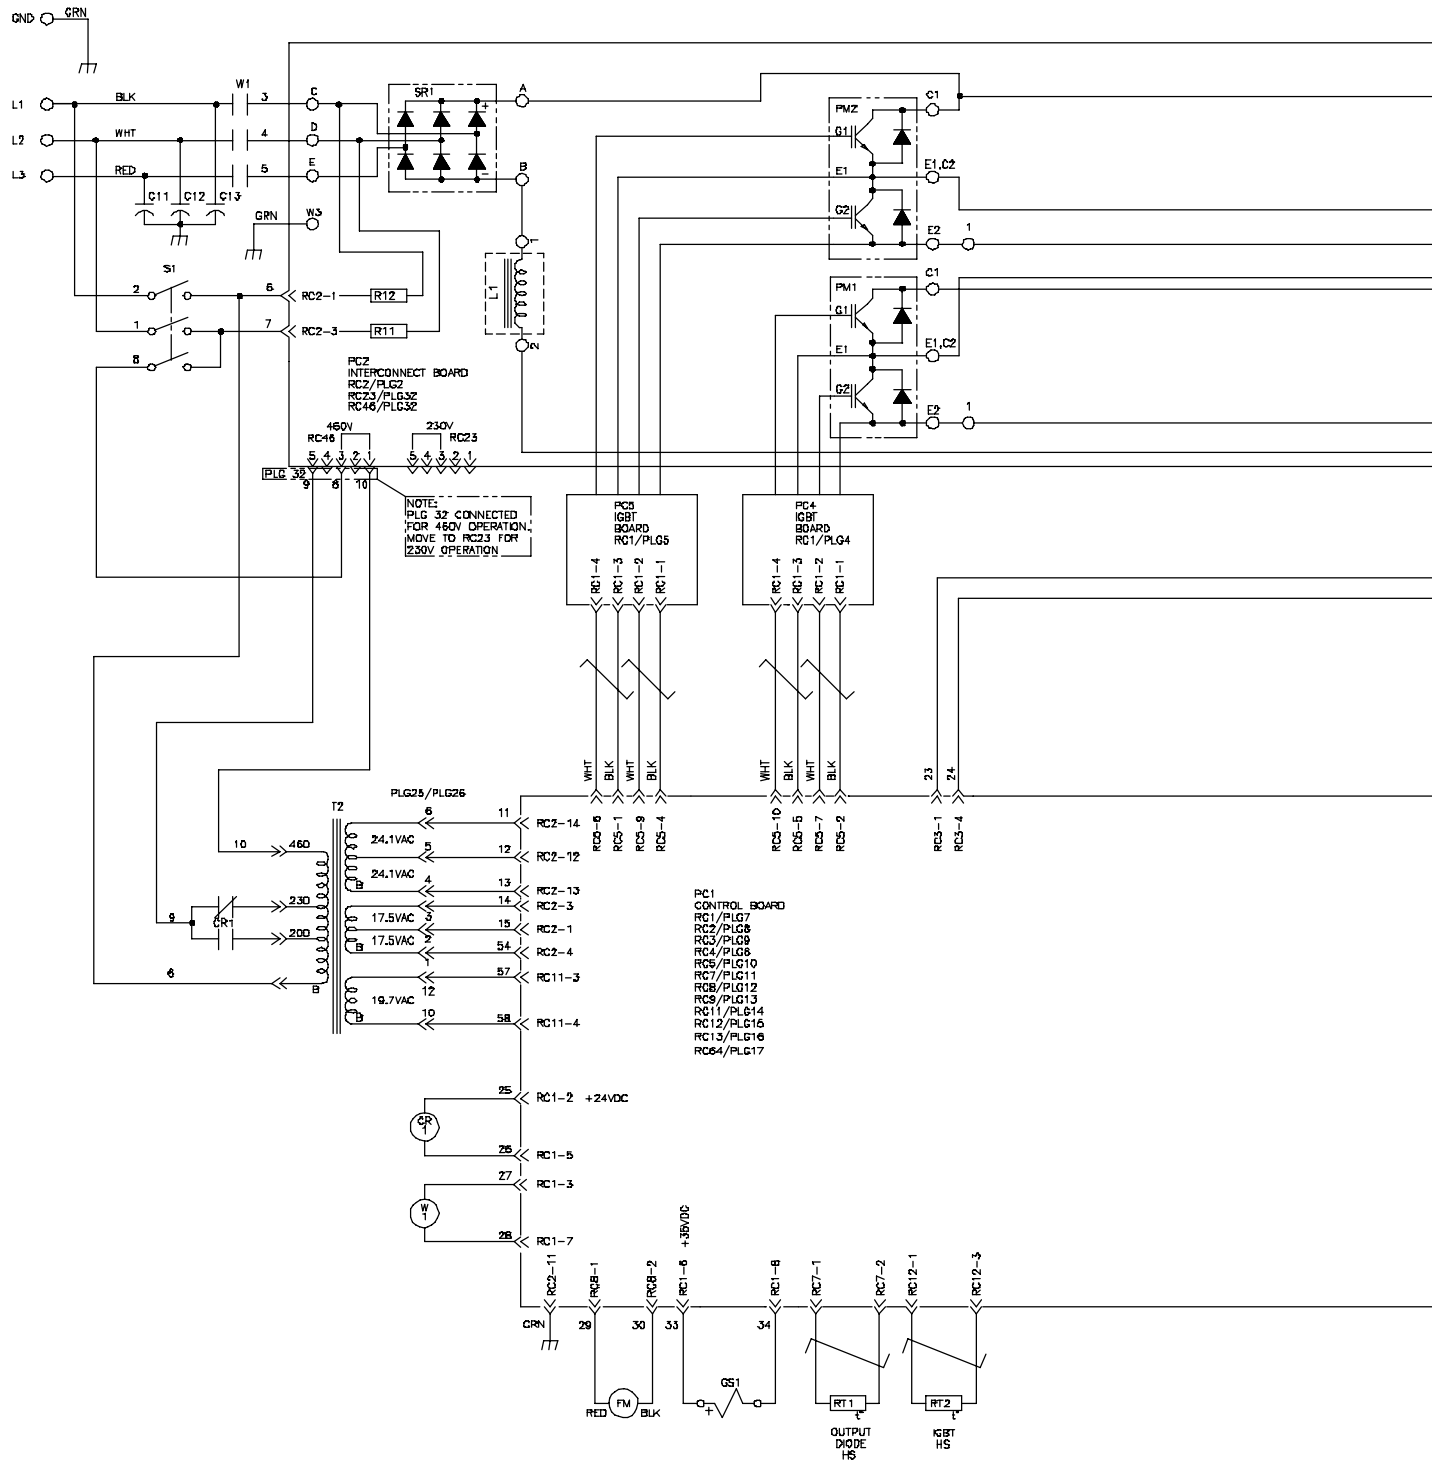 GND GRN
L1 BLK W1 3 C
L2 WHT 4 D
L3 RED 5 E
C11 C12 C13
GRN W3
SR1 + -
A
B
1
L1
2
S1
2 6 RC2-1 R12
1 7 RC2-3 R11
8
PC2
INTERCONNECT BOARD
RC2/PLG2
RC23/PLG32
RC46/PLG32
460V 230V
RC46 RC23
5 4 3 2 1 5 4 3 2 1
PLG 32
9 8 10
NOTE:
PLG 32 CONNECTED
FOR 460V OPERATION.
MOVE TO RC23 FOR
230V OPERATION
PM2
G1 C1
E1 E1,C2
G2
E2 1
PM1
G1 C1
E1 E1,C2
G2
E2 1
PC5
IGBT
BOARD
RC1/PLG5
RC1-4 RC1-3 RC1-2 RC1-1
PC4
IGBT
BOARD
RC1/PLG4
RC1-4 RC1-3 RC1-2 RC1-1
WHT BLK WHT BLK
WHT BLK WHT BLK
23 24
RC5-6 RC5-1 RC5-9 RC5-4
RC5-10 RC5-5 RC5-7 RC5-2
RC3-1 RC3-4
PLG25/PLG26
T2
10 460
9 CR1 230
200
6 B
24.1VAC
24.1VAC
B
17.5VAC
17.5VAC
B
19.7VAC
B
6 11 RC2-14
5 12 RC2-12
4 13 RC2-13
14 RC2-3
3 15 RC2-1
2 54 RC2-4
1 57 RC11-3
12
10 58 RC11-4
PC1
CONTROL BOARD
RC1/PLG7
RC2/PLG8
RC3/PLG9
RC4/PLG6
RC5/PLG10
RC7/PLG11
RC8/PLG12
RC9/PLG13
RC11/PLG14
RC12/PLG15
RC13/PLG16
RC64/PLG17
25 RC1-2 +24VDC
CR
1
26 RC1-5
27 RC1-3
W
1
28 RC1-7
RC2-11 RC8-1 RC8-2 RC1-6 +35VDC RC1-8 RC7-1 RC7-2 RC12-1 RC12-3
GRN 29 30 33 34
RED FM BLK
GS1
+
RT1
t°
OUTPUT
DIODE
HS
RT2
t°
IGBT
HS